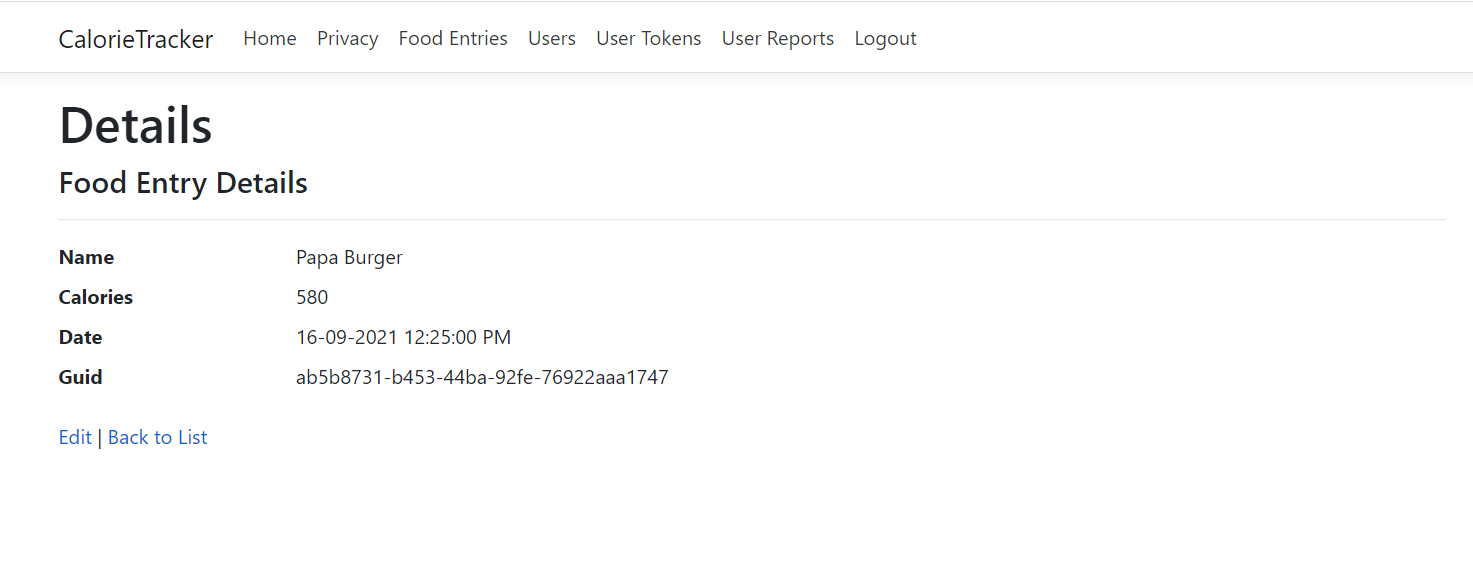 CalorieTracker Home Privacy Food Entries Users User Tokens User Reports Logout
Details
Food Entry Details
Name Papa Burger
Calories 580
Date 16-09-2021 12:25:00 PM
Guid ab5b8731-b453-44ba-92fe-76922aaa1747
Edit | Back to List